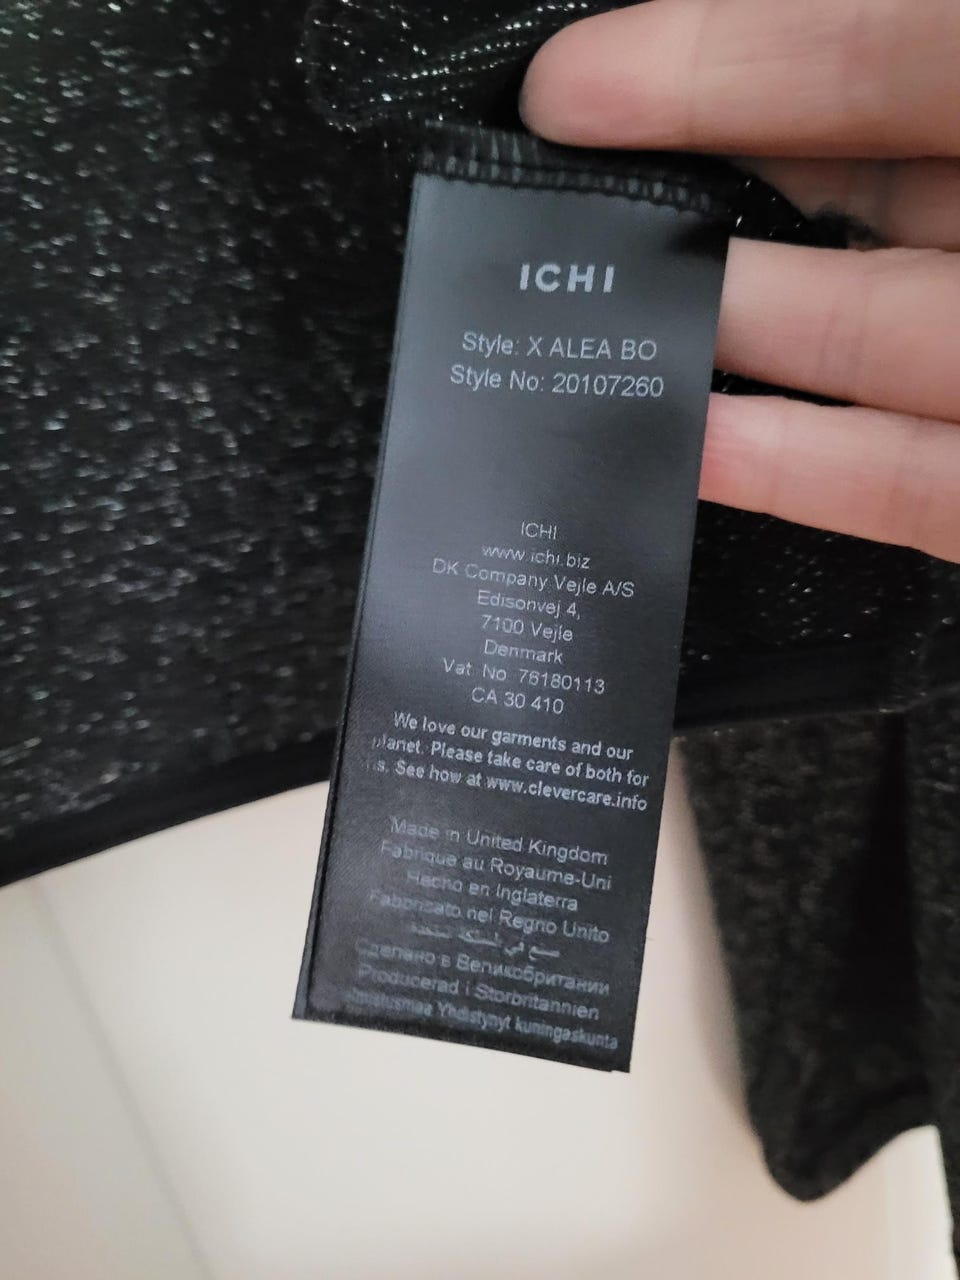 ICHI
Style: X ALEA BO
Style No: 20107260
ICHI
www.ichi.biz
DK Company Vejle A/S
Edisonvej 4,
7100 Vejle
Denmark
Vat No 76180113
CA 30 410
We love our garments and our
planet. Please take care of both for
s. See how at www.clevercare.info
Made in United Kingdom
Fabrique au Royaume-Uni
Hecho en Inglaterra
Fabbricato nel Regno Unito
Сделано в Великобритании
Producerad i Storbritannien
Yhdistynyt kuningaskunta